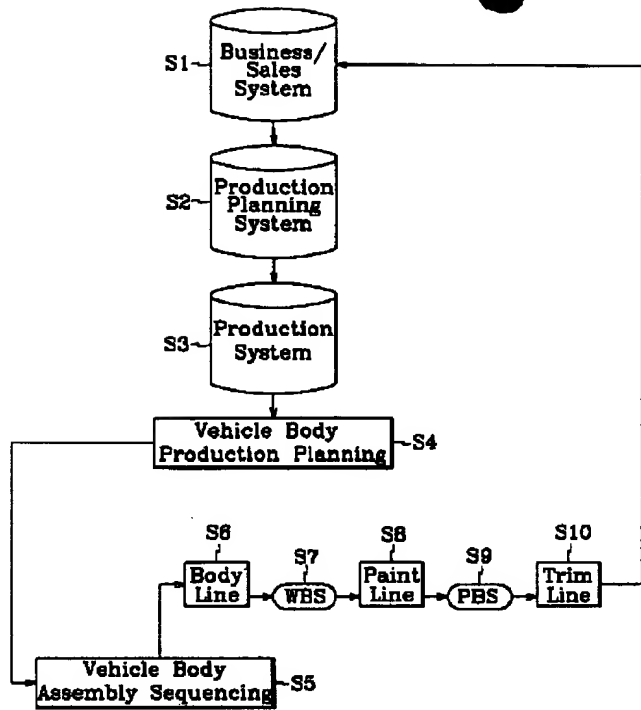 S1
Business/
Sales
System
S2
Production
Planning
System
S3
Production
System
Vehicle Body
Production Planning
S4
S6
S7
S8
S9
S10
Body
Line
WBS
Paint
Line
PBS
Trim
Line
Vehicle Body
Assembly Sequencing
S5